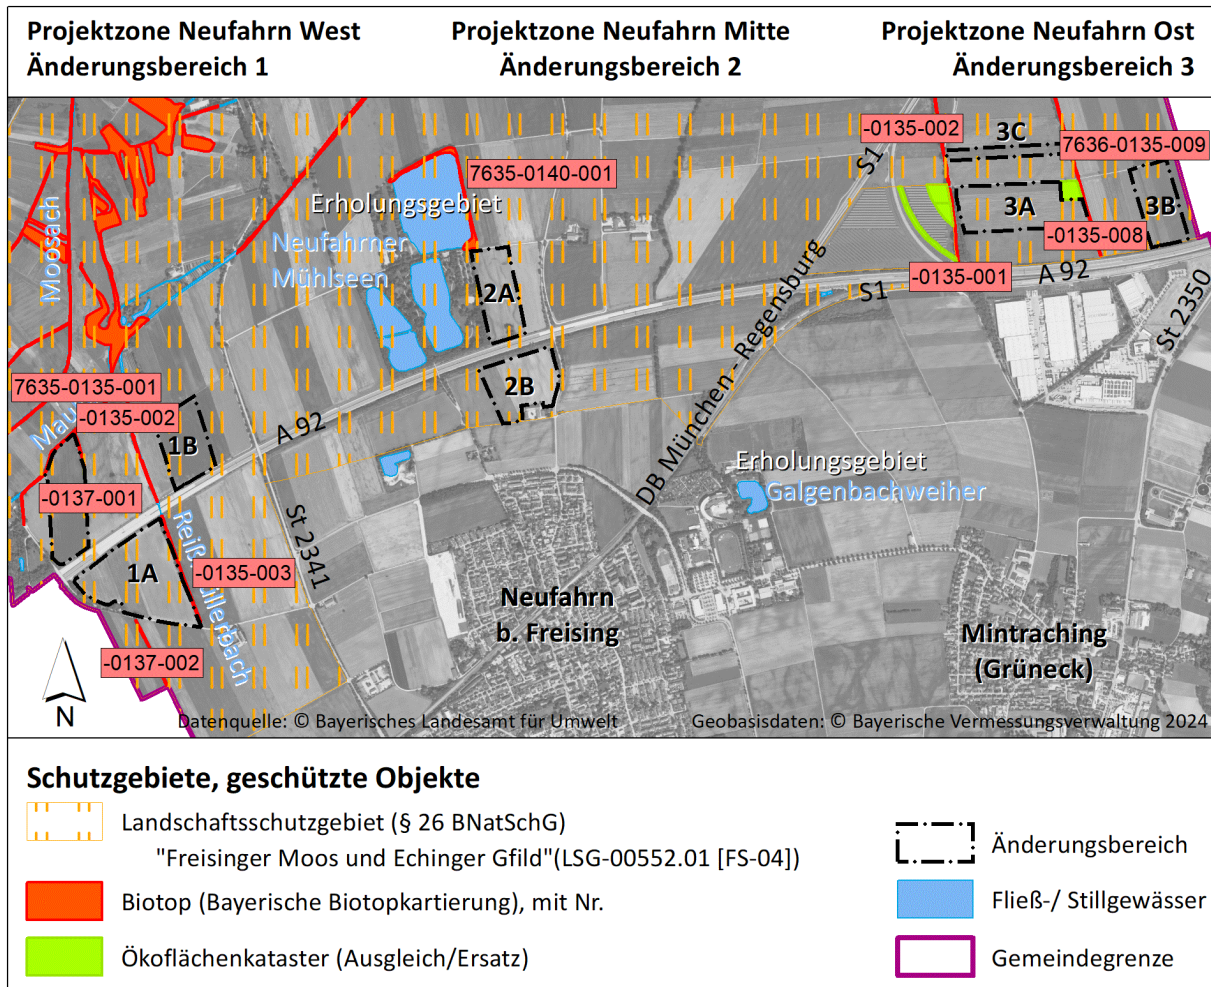 Projektzone Neufahrn West
Änderungsbereich 1
Projektzone Neufahrn Mitte
Änderungsbereich 2
Projektzone Neufahrn Ost
Änderungsbereich 3
-0135-002
3C
7636-0135-009
S1
7635-0140-001
Erholungsgebiet
Neufahrner
Mühlseen
Moosach
3A
3B
-0135-008
-0135-001
A 92
S1
St 2350
2A
2B
DB München - Regensburg
7635-0135-001
-0135-002
1B
A 92
-0137-001
Erholungsgebiet
Galgenbachweiher
St 2341
1A
-0135-003
Neufahrn
b. Freising
Mintraching
(Grüneck)
-0137-002
N
Datenquelle: © Bayerisches Landesamt für Umwelt
Geobasisdaten: © Bayerische Vermessungsverwaltung 2024
Schutzgebiete, geschützte Objekte
Landschaftsschutzgebiet (§ 26 BNatSchG)
"Freisinger Moos und Echinger Gfild"(LSG-00552.01 [FS-04])
Biotop (Bayerische Biotopkartierung), mit Nr.
Ökoflächenkataster (Ausgleich/Ersatz)
Änderungsbereich
Fließ-/ Stillgewässer
Gemeindegrenze